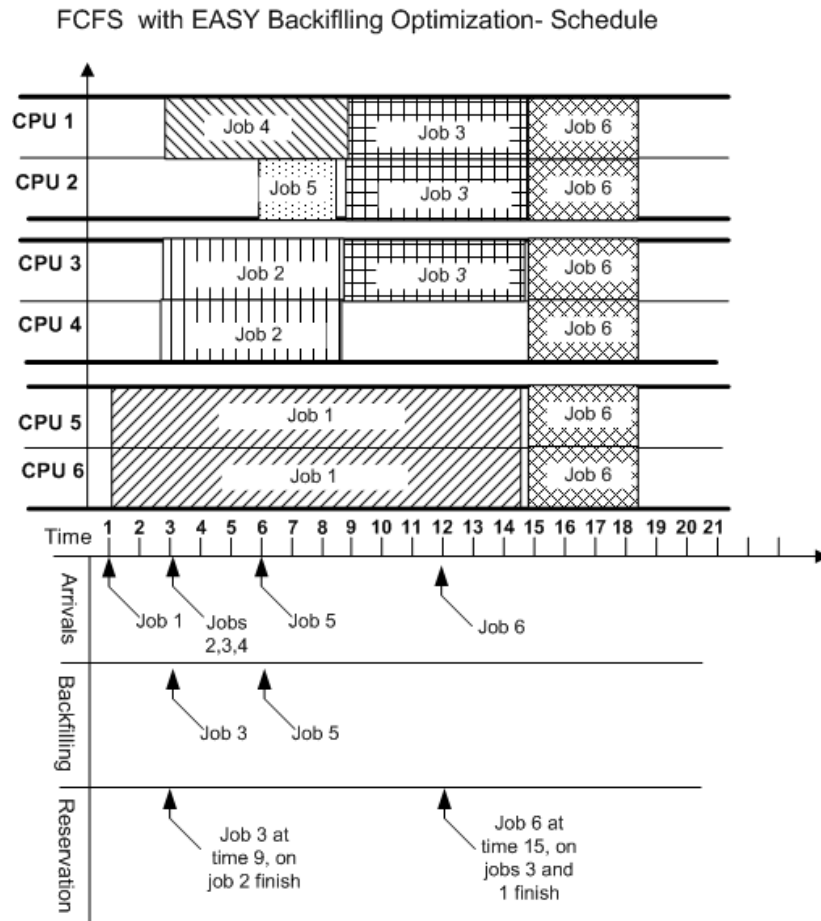 FCFS with EASY Backiflling Optimization- Schedule
CPU 1
Job 4
Job 3
Job 6
CPU 2
Job 5
Job 3
Job 6
CPU 3
Job 2
Job 3
Job 6
CPU 4
Job 2
Job 6
CPU 5
Job 1
Job 6
CPU 6
Job 1
Job 6
Time 1 2 3 4 5 6 7 8 9 10 11 12 13 14 15 16 17 18 19 20 21
Arrivals
Job 1
Jobs
2,3,4
Job 5
Job 6
Backfilling
Job 3
Job 5
Reservation
Job 3 at
time 9, on
job 2 finish
Job 6 at
time 15, on
jobs 3 and
1 finish